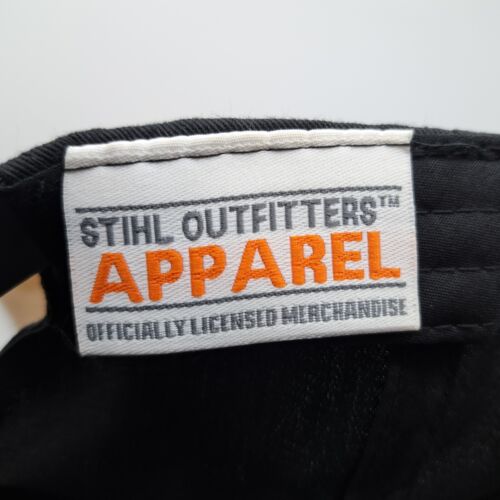 STIHL OUTFITTERS™
APPAREL
OFFICIALLY LICENSED MERCHANDISE